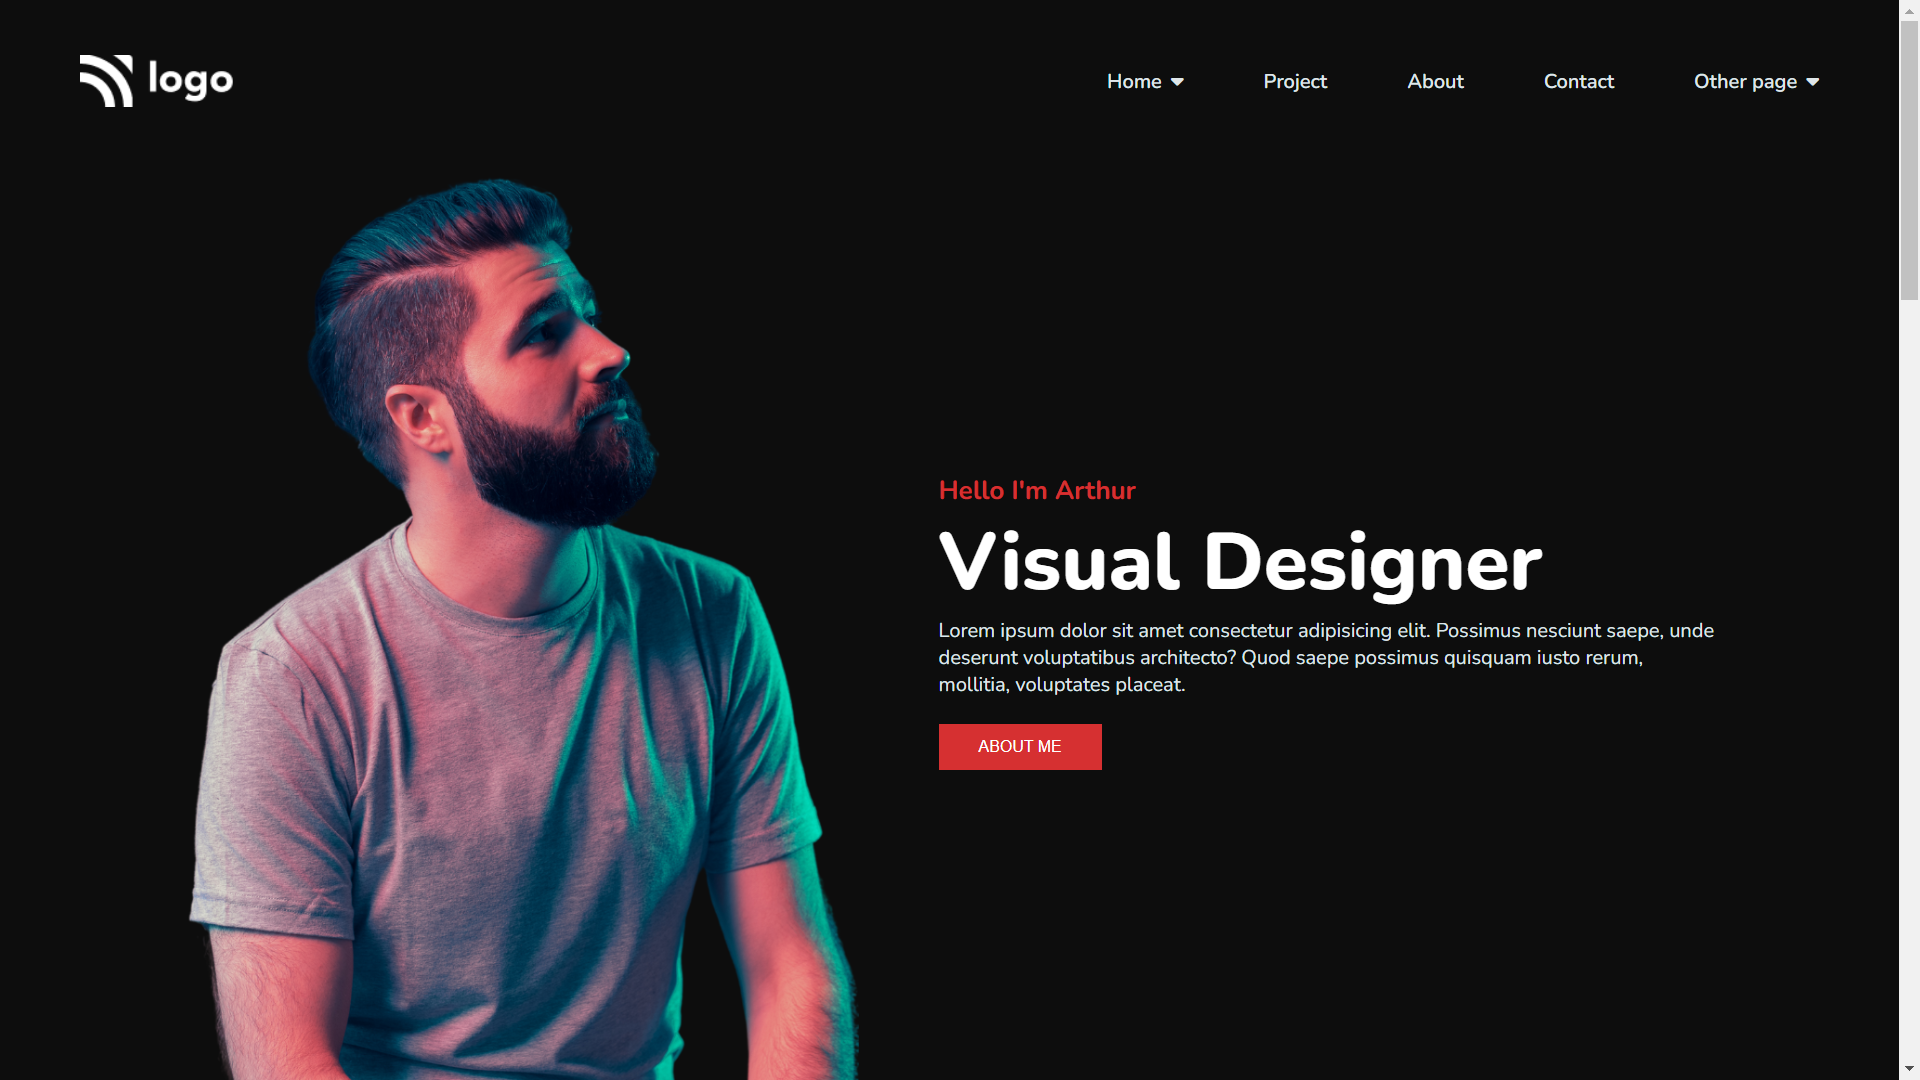 logo
Home
Project
About
Contact
Other page
Hello I'm Arthur
Visual Designer
Lorem ipsum dolor sit amet consectetur adipisicing elit. Possimus nesciunt saepe, unde
deserunt voluptatibus architecto? Quod saepe possimus quisquam iusto rerum,
mollitia, voluptates placeat.
ABOUT ME